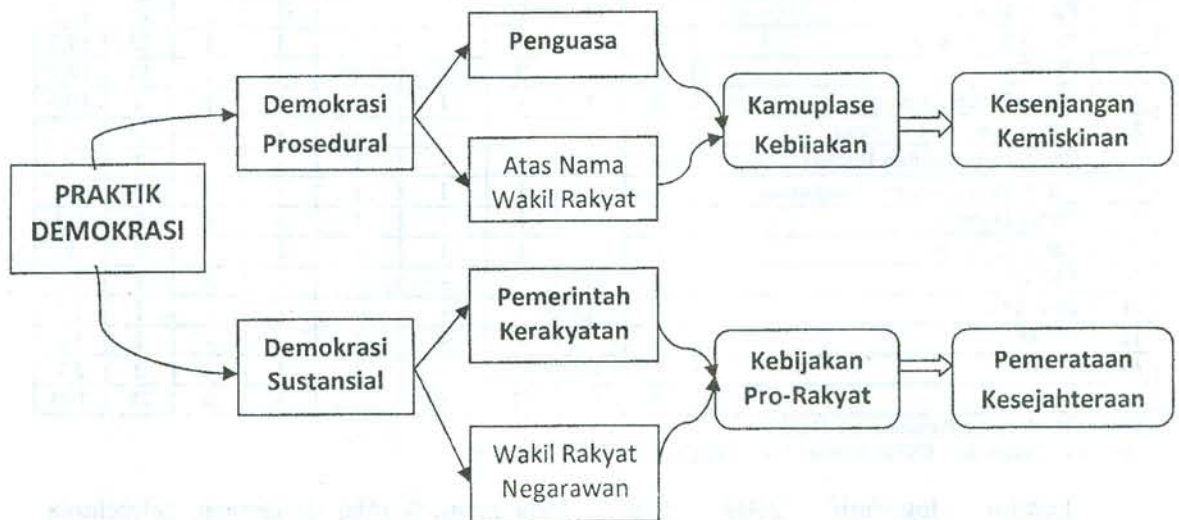 Penguasa
Demokrasi
Prosedural
Kamuplase
Kebijakan
Kesenjangan
Kemiskinan
Atas Nama
Wakil Rakyat
PRAKTIK
DEMOKRASI
Pemerintah
Kerakyatan
Demokrasi
Sustansial
Kebijakan
Pro-Rakyat
Pemerataan
Kesejahteraan
Wakil Rakyat
Negarawan